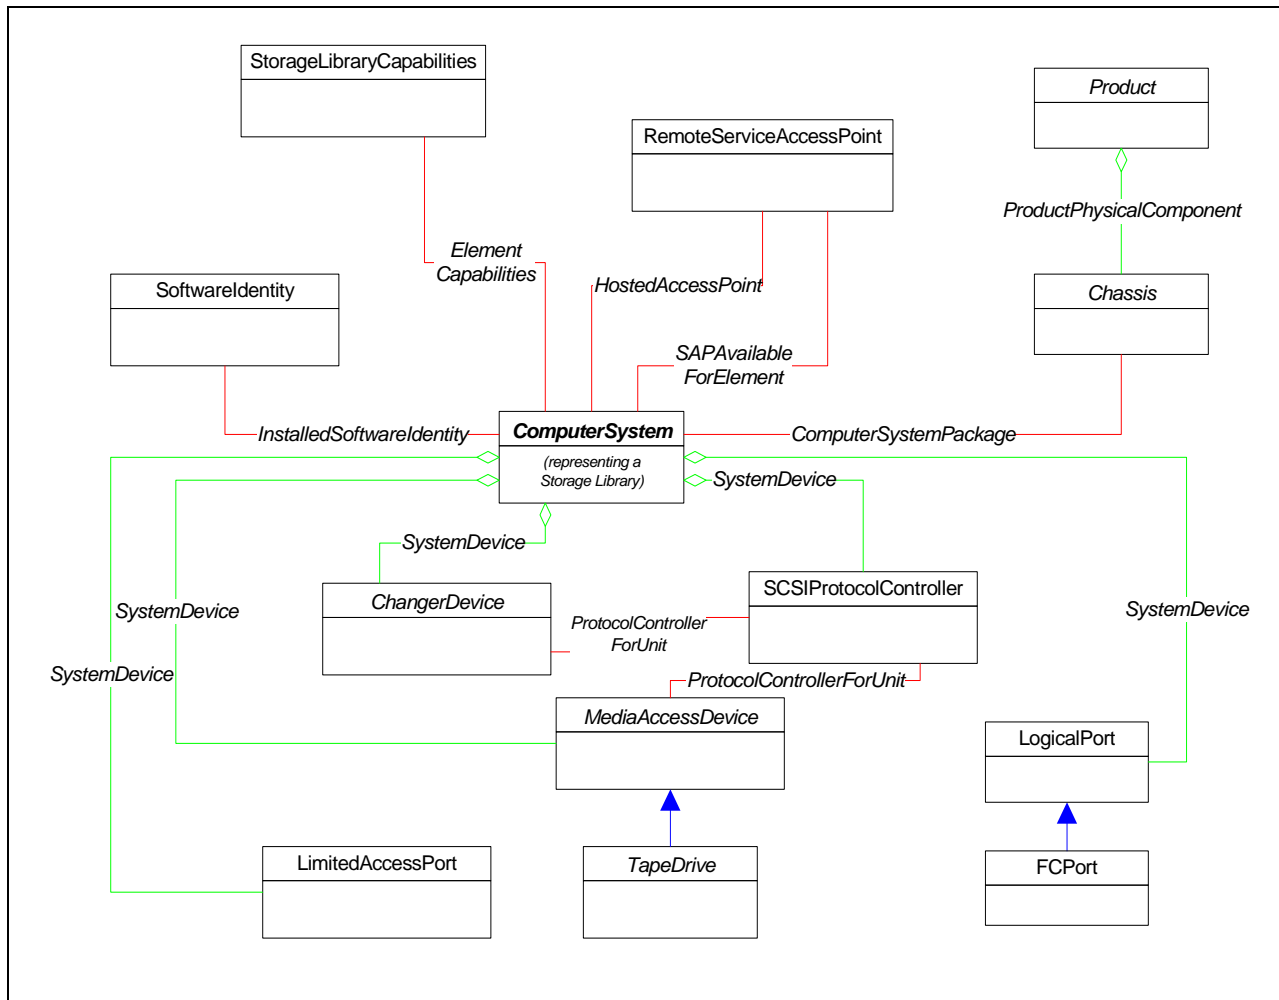 StorageLibraryCapabilities
Product
RemoteServiceAccessPoint
ProductPhysicalComponent
Element
Capabilities
SoftwareIdentity
HostedAccessPoint
Chassis
SAPAvailable
ForElement
InstalledSoftwareIdentity
ComputerSystem
ComputerSystemPackage
(representing a
Storage Library)
SystemDevice
SystemDevice
ChangerDevice
SCSIProtocolController
SystemDevice
ProtocolController
ForUnit
SystemDevice
SystemDevice
ProtocolControllerForUnit
MediaAccessDevice
LogicalPort
LimitedAccessPort
TapeDrive
FCPort